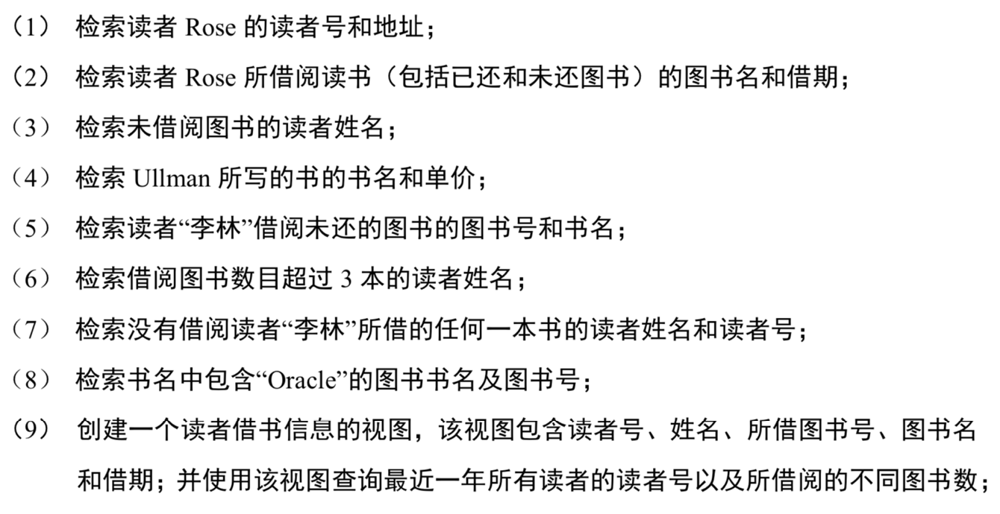 （1） 检索读者 Rose 的读者号和地址；
（2） 检索读者 Rose 所借阅读书（包括已还和未还图书）的图书名和借期；
（3） 检索未借阅图书的读者姓名；
（4） 检索 Ullman 所写的书的书名和单价；
（5） 检索读者“李林”借阅未还的图书的图书号和书名；
（6） 检索借阅图书数目超过 3 本的读者姓名；
（7） 检索没有借阅读者“李林”所借的任何一本书的读者姓名和读者号；
（8） 检索书名中包含“Oracle”的图书书名及图书号；
（9） 创建一个读者借书信息的视图，该视图包含读者号、姓名、所借图书号、图书名
和借期；并使用该视图查询最近一年所有读者的读者号以及所借阅的不同图书数；